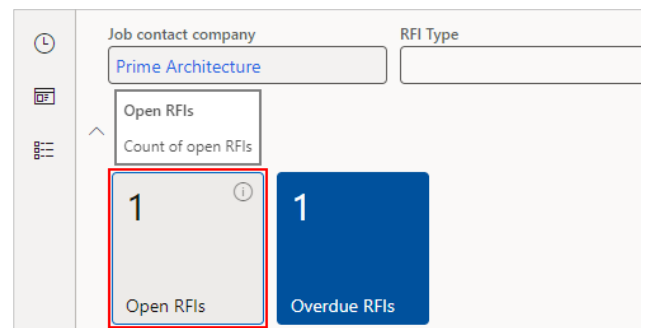 Job contact company
RFI Type
Prime Architecture
Open RFIs
Count of open RFIs
1
1
Open RFIs
Overdue RFIs